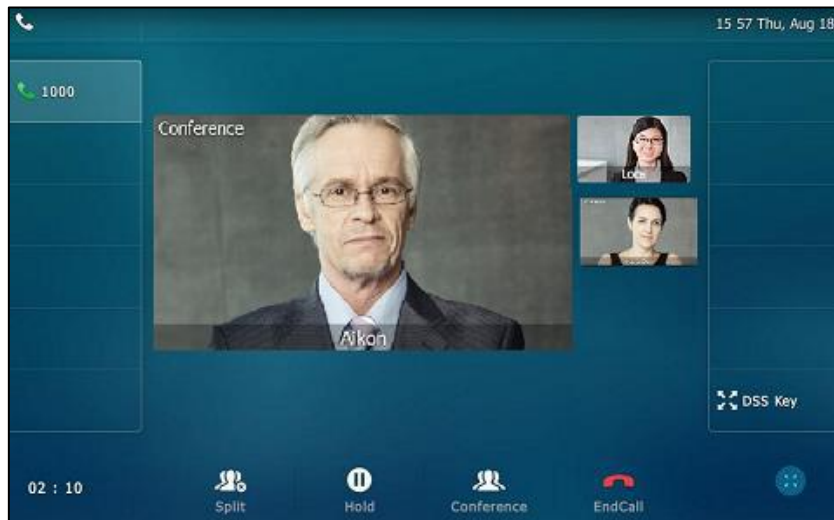 15 57 Thu, Aug 18
1000
Conference
Aikon
DSS Key
02 : 10
Split
Hold
Conference
EndCall